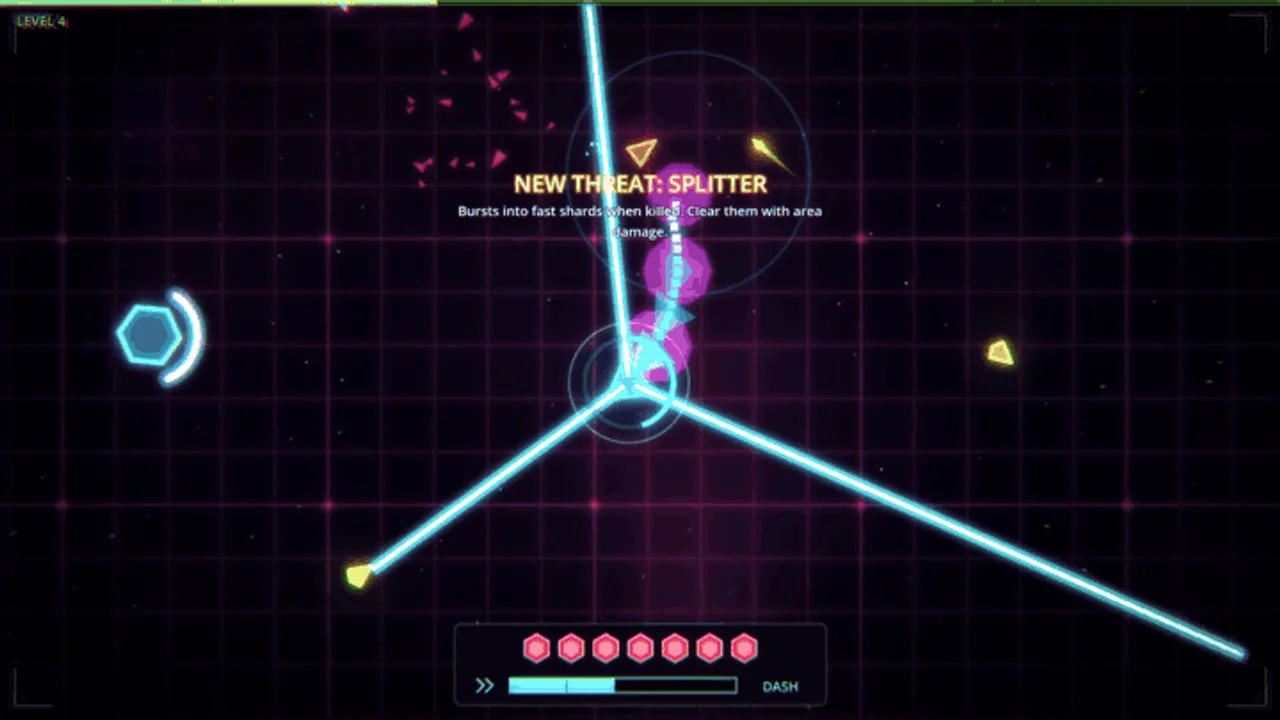 LEVEL 4
NEW THREAT: SPLITTER
Bursts into fast shards when killed. Clear them with area
damage.
DASH